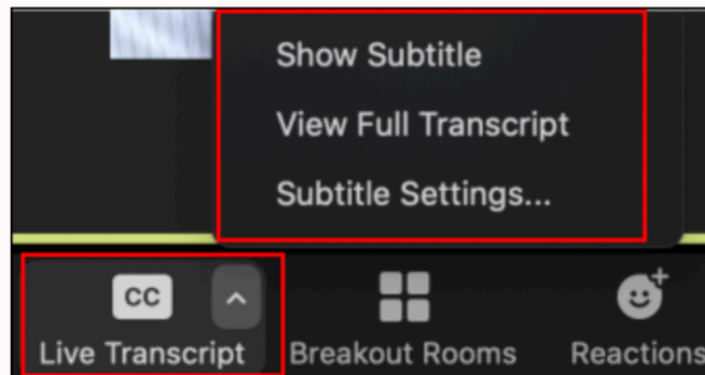 Show Subtitle
View Full Transcript
Subtitle Settings...
CC
Live Transcript
Breakout Rooms
Reactions